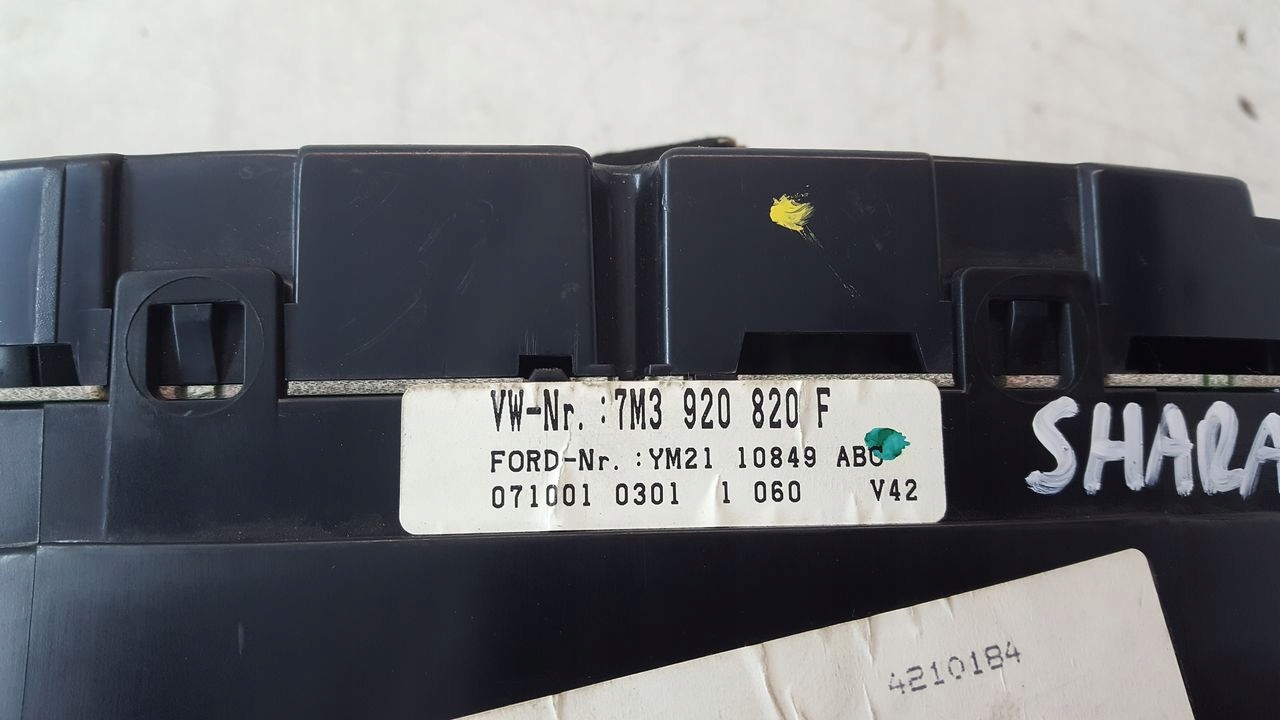 VW-Nr. :7M3 920 820 F
FORD-Nr. :YM21 10849 ABC
071001 0301 1 060 V42
SHARA
4210184